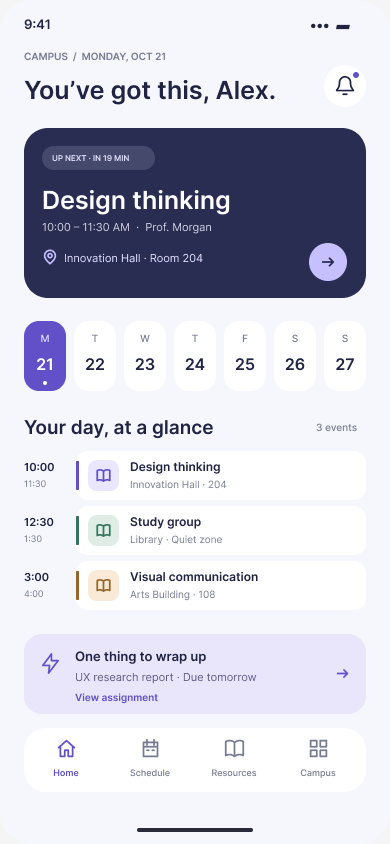 9:41
CAMPUS / MONDAY, OCT 21
You’ve got this, Alex.
UP NEXT · IN 19 MIN
Design thinking
10:00 – 11:30 AM · Prof. Morgan
Innovation Hall · Room 204
M T W T F S S
21 22 23 24 25 26 27
Your day, at a glance
3 events
10:00
11:30
Design thinking
Innovation Hall · 204
12:30
1:30
Study group
Library · Quiet zone
3:00
4:00
Visual communication
Arts Building · 108
One thing to wrap up
UX research report · Due tomorrow
View assignment
Home Schedule Resources Campus